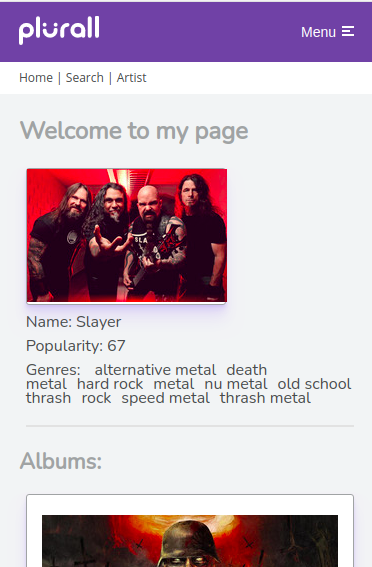 plurall
Menu
Home | Search | Artist
Welcome to my page
SLA
Name: Slayer
Popularity: 67
Genres: alternative metal death
metal hard rock metal nu metal old school
thrash rock speed metal thrash metal
Albums: